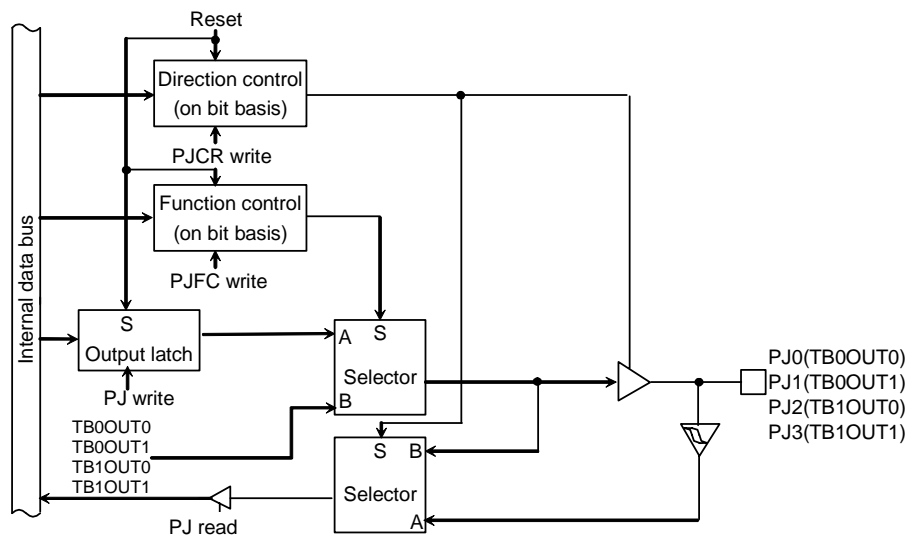 Reset
Direction control
(on bit basis)
PJCR write
Function control
(on bit basis)
PJFC write
Internal data bus
S
Output latch
PJ write
A
S
Selector
B
TB0OUT0
TB0OUT1
TB1OUT0
TB1OUT1
S
B
Selector
A
PJ read
PJ0(TB0OUT0)
PJ1(TB0OUT1)
PJ2(TB1OUT0)
PJ3(TB1OUT1)